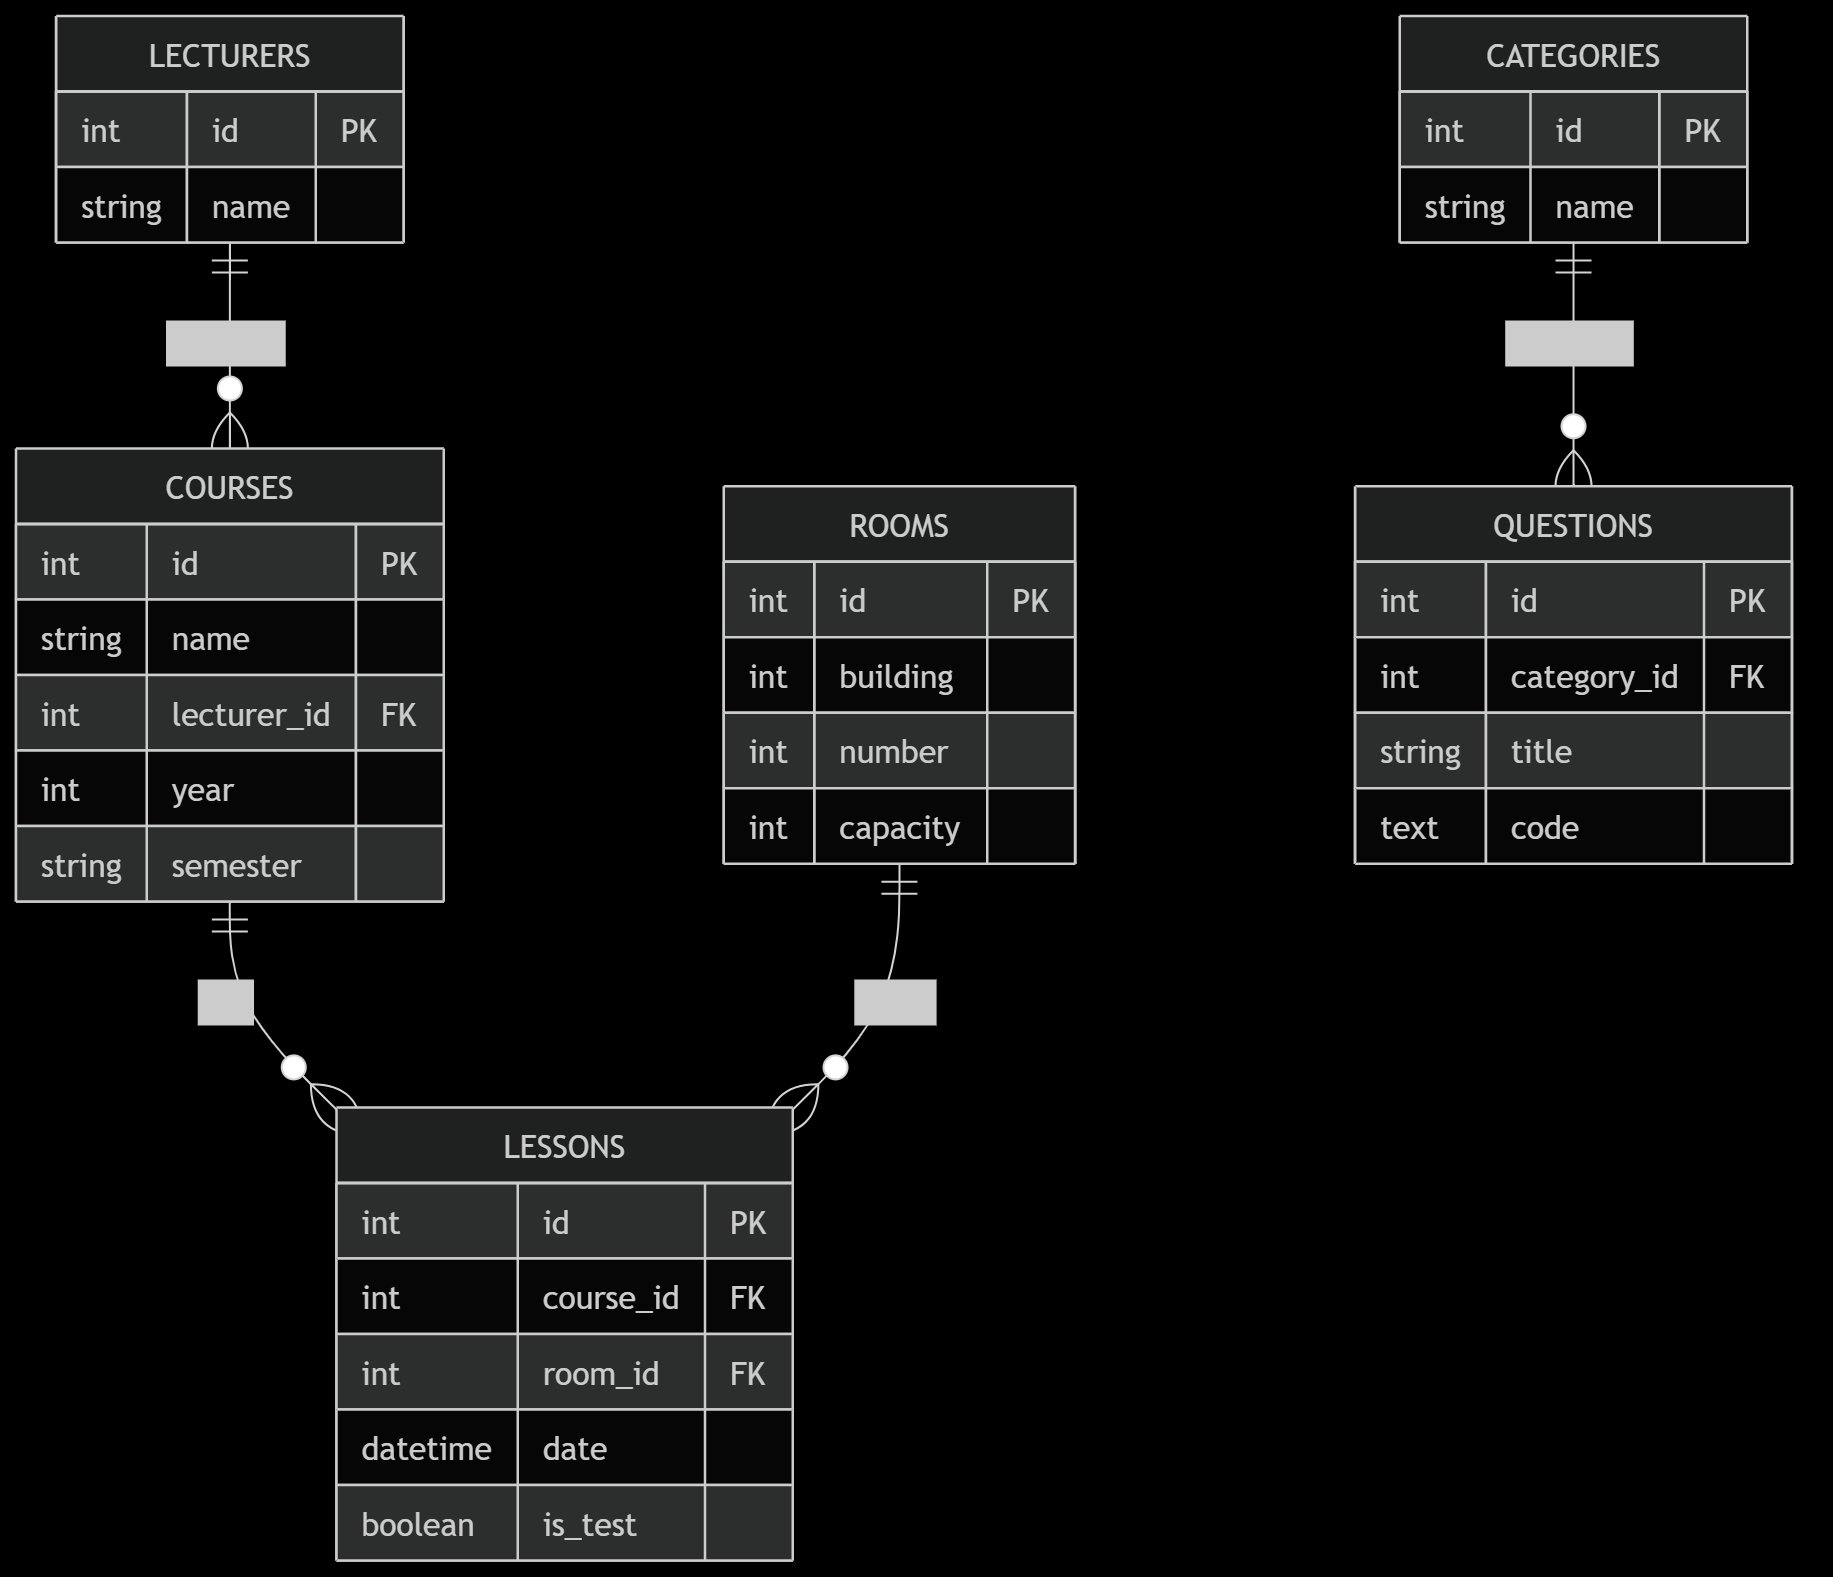 LECTURERS
int id PK
string name
CATEGORIES
int id PK
string name
COURSES
int id PK
string name
int lecturer_id FK
int year
string semester
ROOMS
int id PK
int building
int number
int capacity
QUESTIONS
int id PK
int category_id FK
string title
text code
LESSONS
int id PK
int course_id FK
int room_id FK
datetime date
boolean is_test